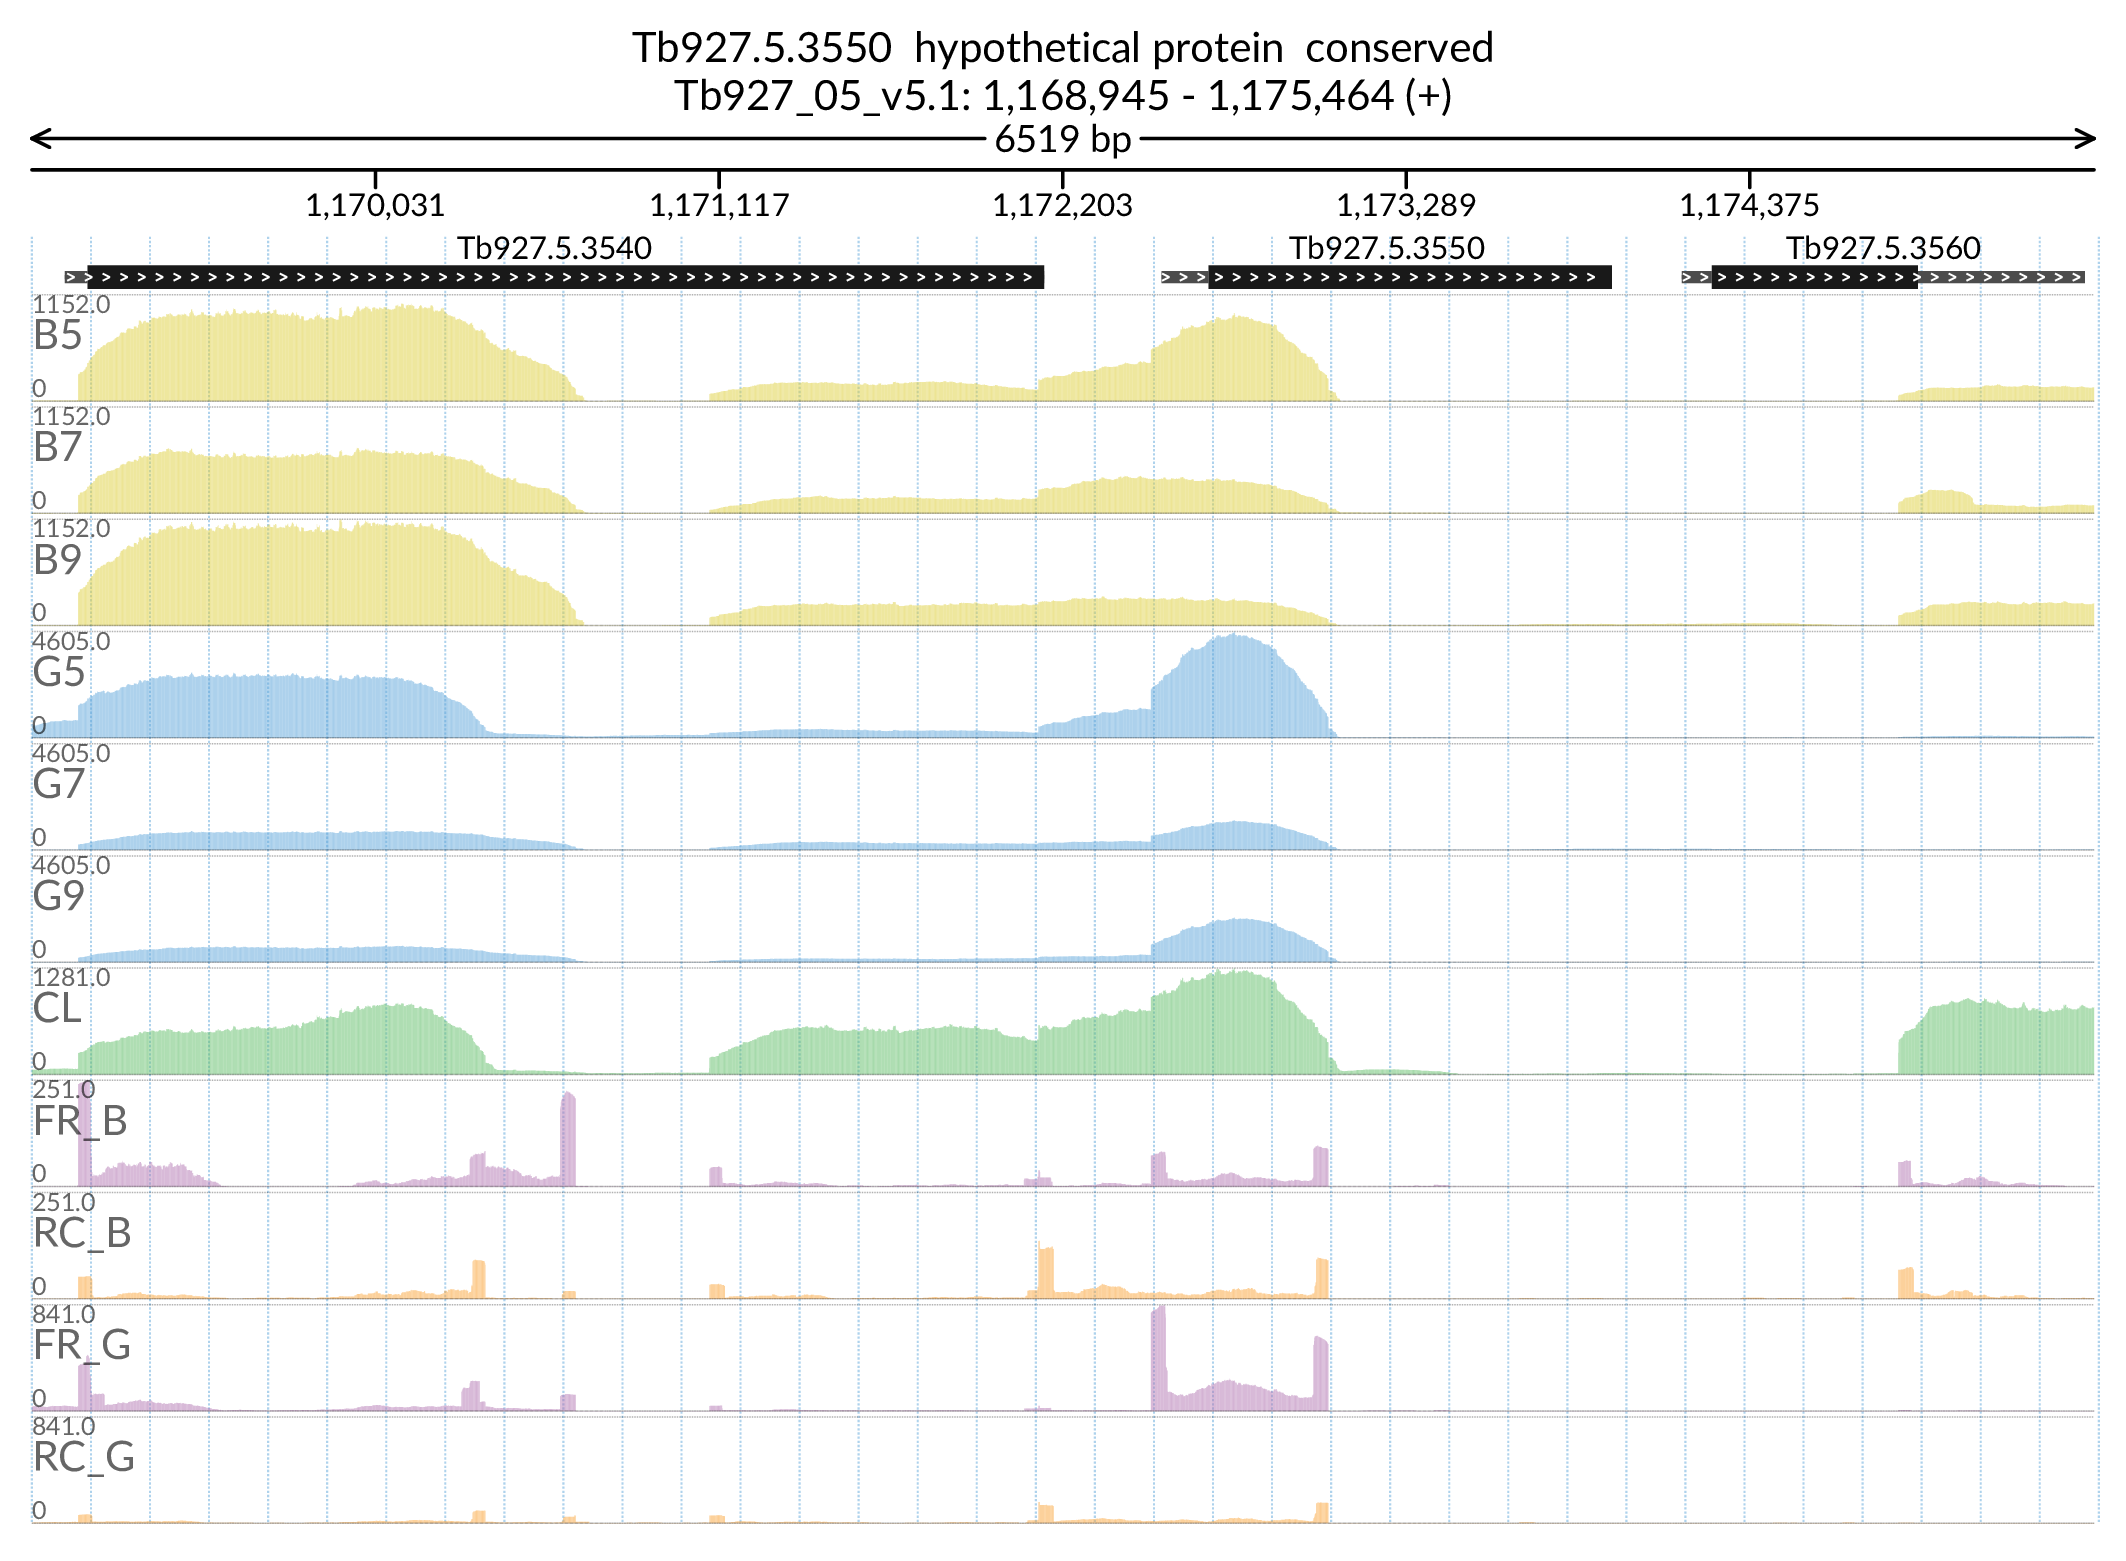 Tb927.5.3550 hypothetical protein conserved
Tb927_05_v5.1: 1,168,945 - 1,175,464 (+)
6519 bp
1,170,031 1,171,117 1,172,203 1,173,289 1,174,375
Tb927.5.3540 Tb927.5.3550 Tb927.5.3560
1152.0
B5
0
1152.0
B7
0
1152.0
B9
0
4605.0
G5
0
4605.0
G7
0
4605.0
G9
0
1281.0
CL
0
251.0
FR_B
0
251.0
RC_B
0
841.0
FR_G
0
841.0
RC_G
0